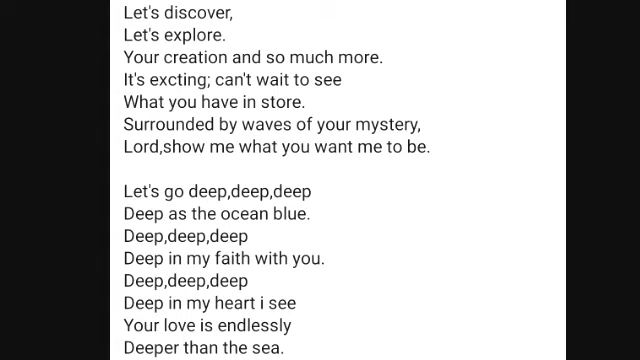 Let's discover,
Let's explore.
Your creation and so much more.
It's excting; can't wait to see
What you have in store.
Surrounded by waves of your mystery,
Lord,show me what you want me to be.

Let's go deep,deep,deep
Deep as the ocean blue.
Deep,deep,deep
Deep in my faith with you.
Deep,deep,deep
Deep in my heart i see
Your love is endlessly
Deeper than the sea.